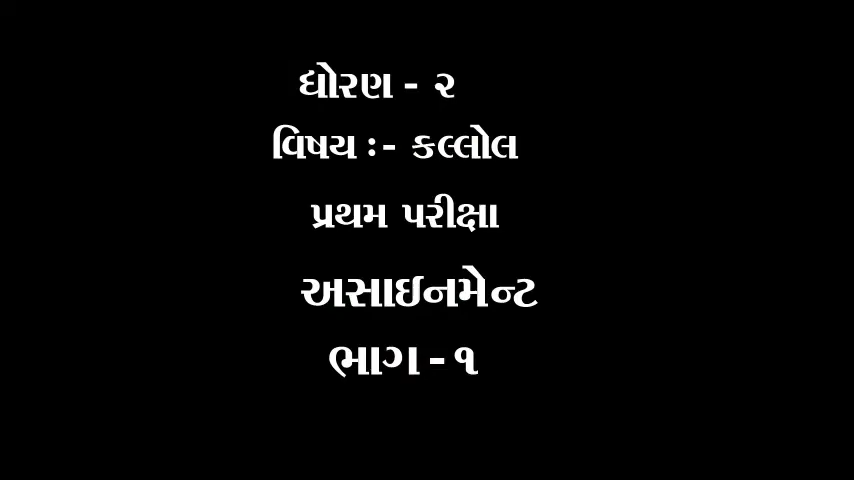 ધોરણ - ૨
વિષય :- કલ્લોલ
પ્રથમ પરીક્ષા
અસાઇનમેન્ટ
ભાગ - ૧